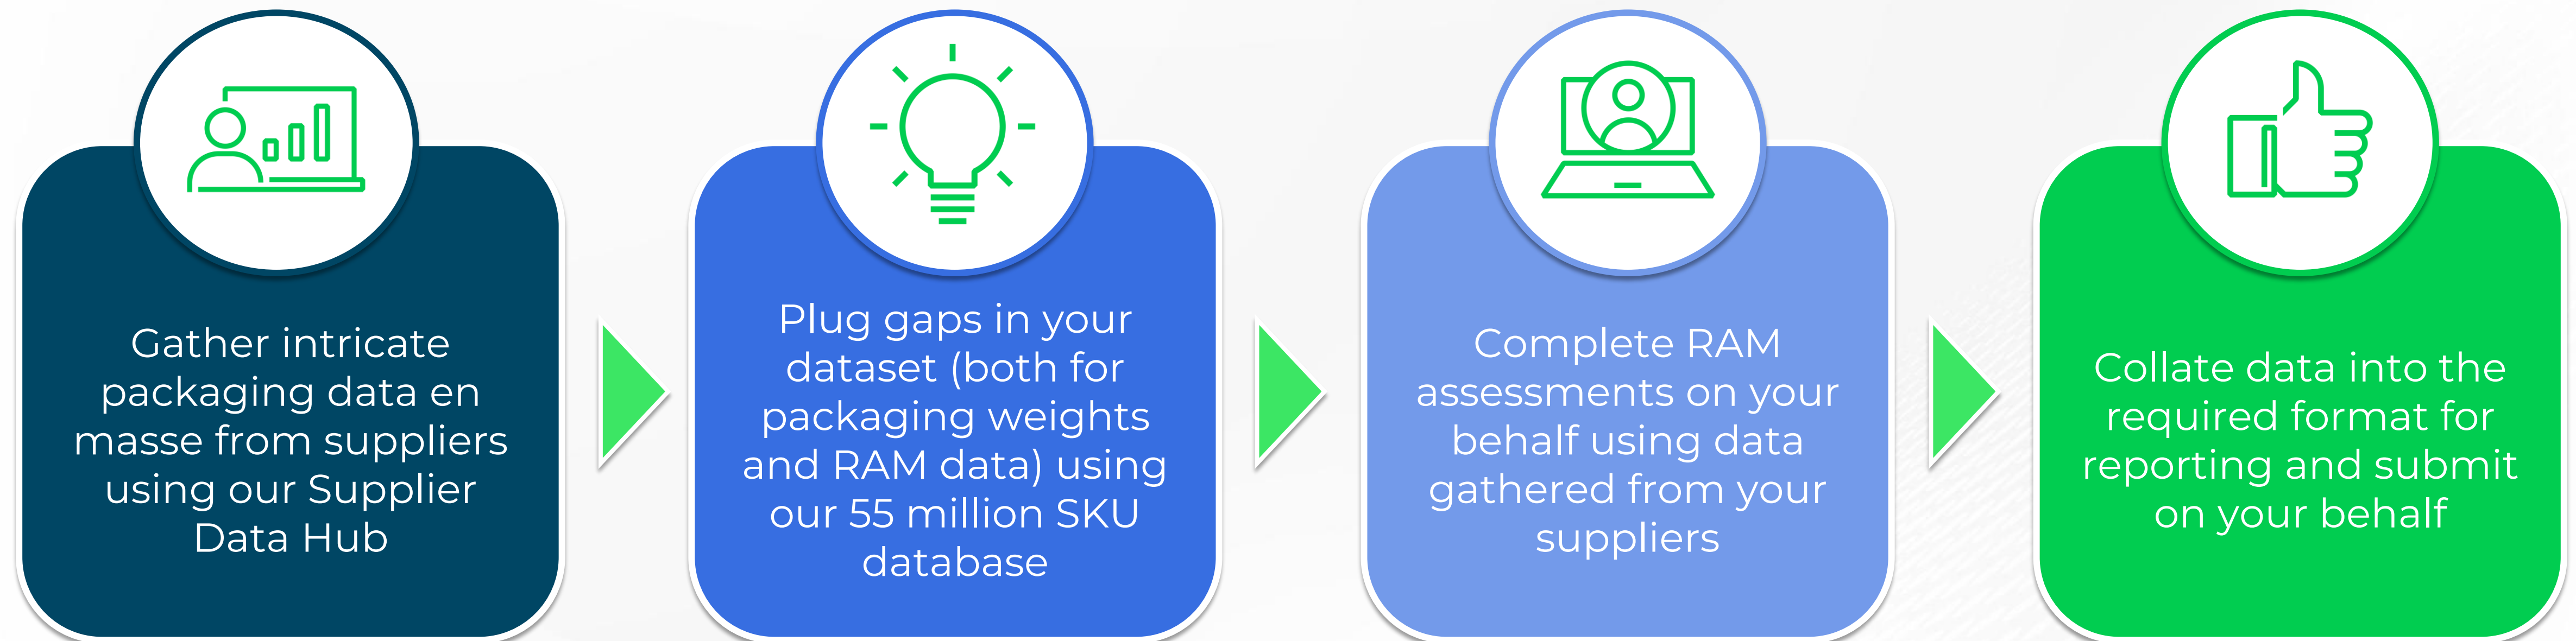 Gather intricate
packaging data en
masse from suppliers
using our Supplier
Data Hub
Plug gaps in your
dataset (both for
packaging weights
and RAM data) using
our 55 million SKU
database
Complete RAM
assessments on your
behalf using data
gathered from your
suppliers
Collate data into the
required format for
reporting and submit
on your behalf